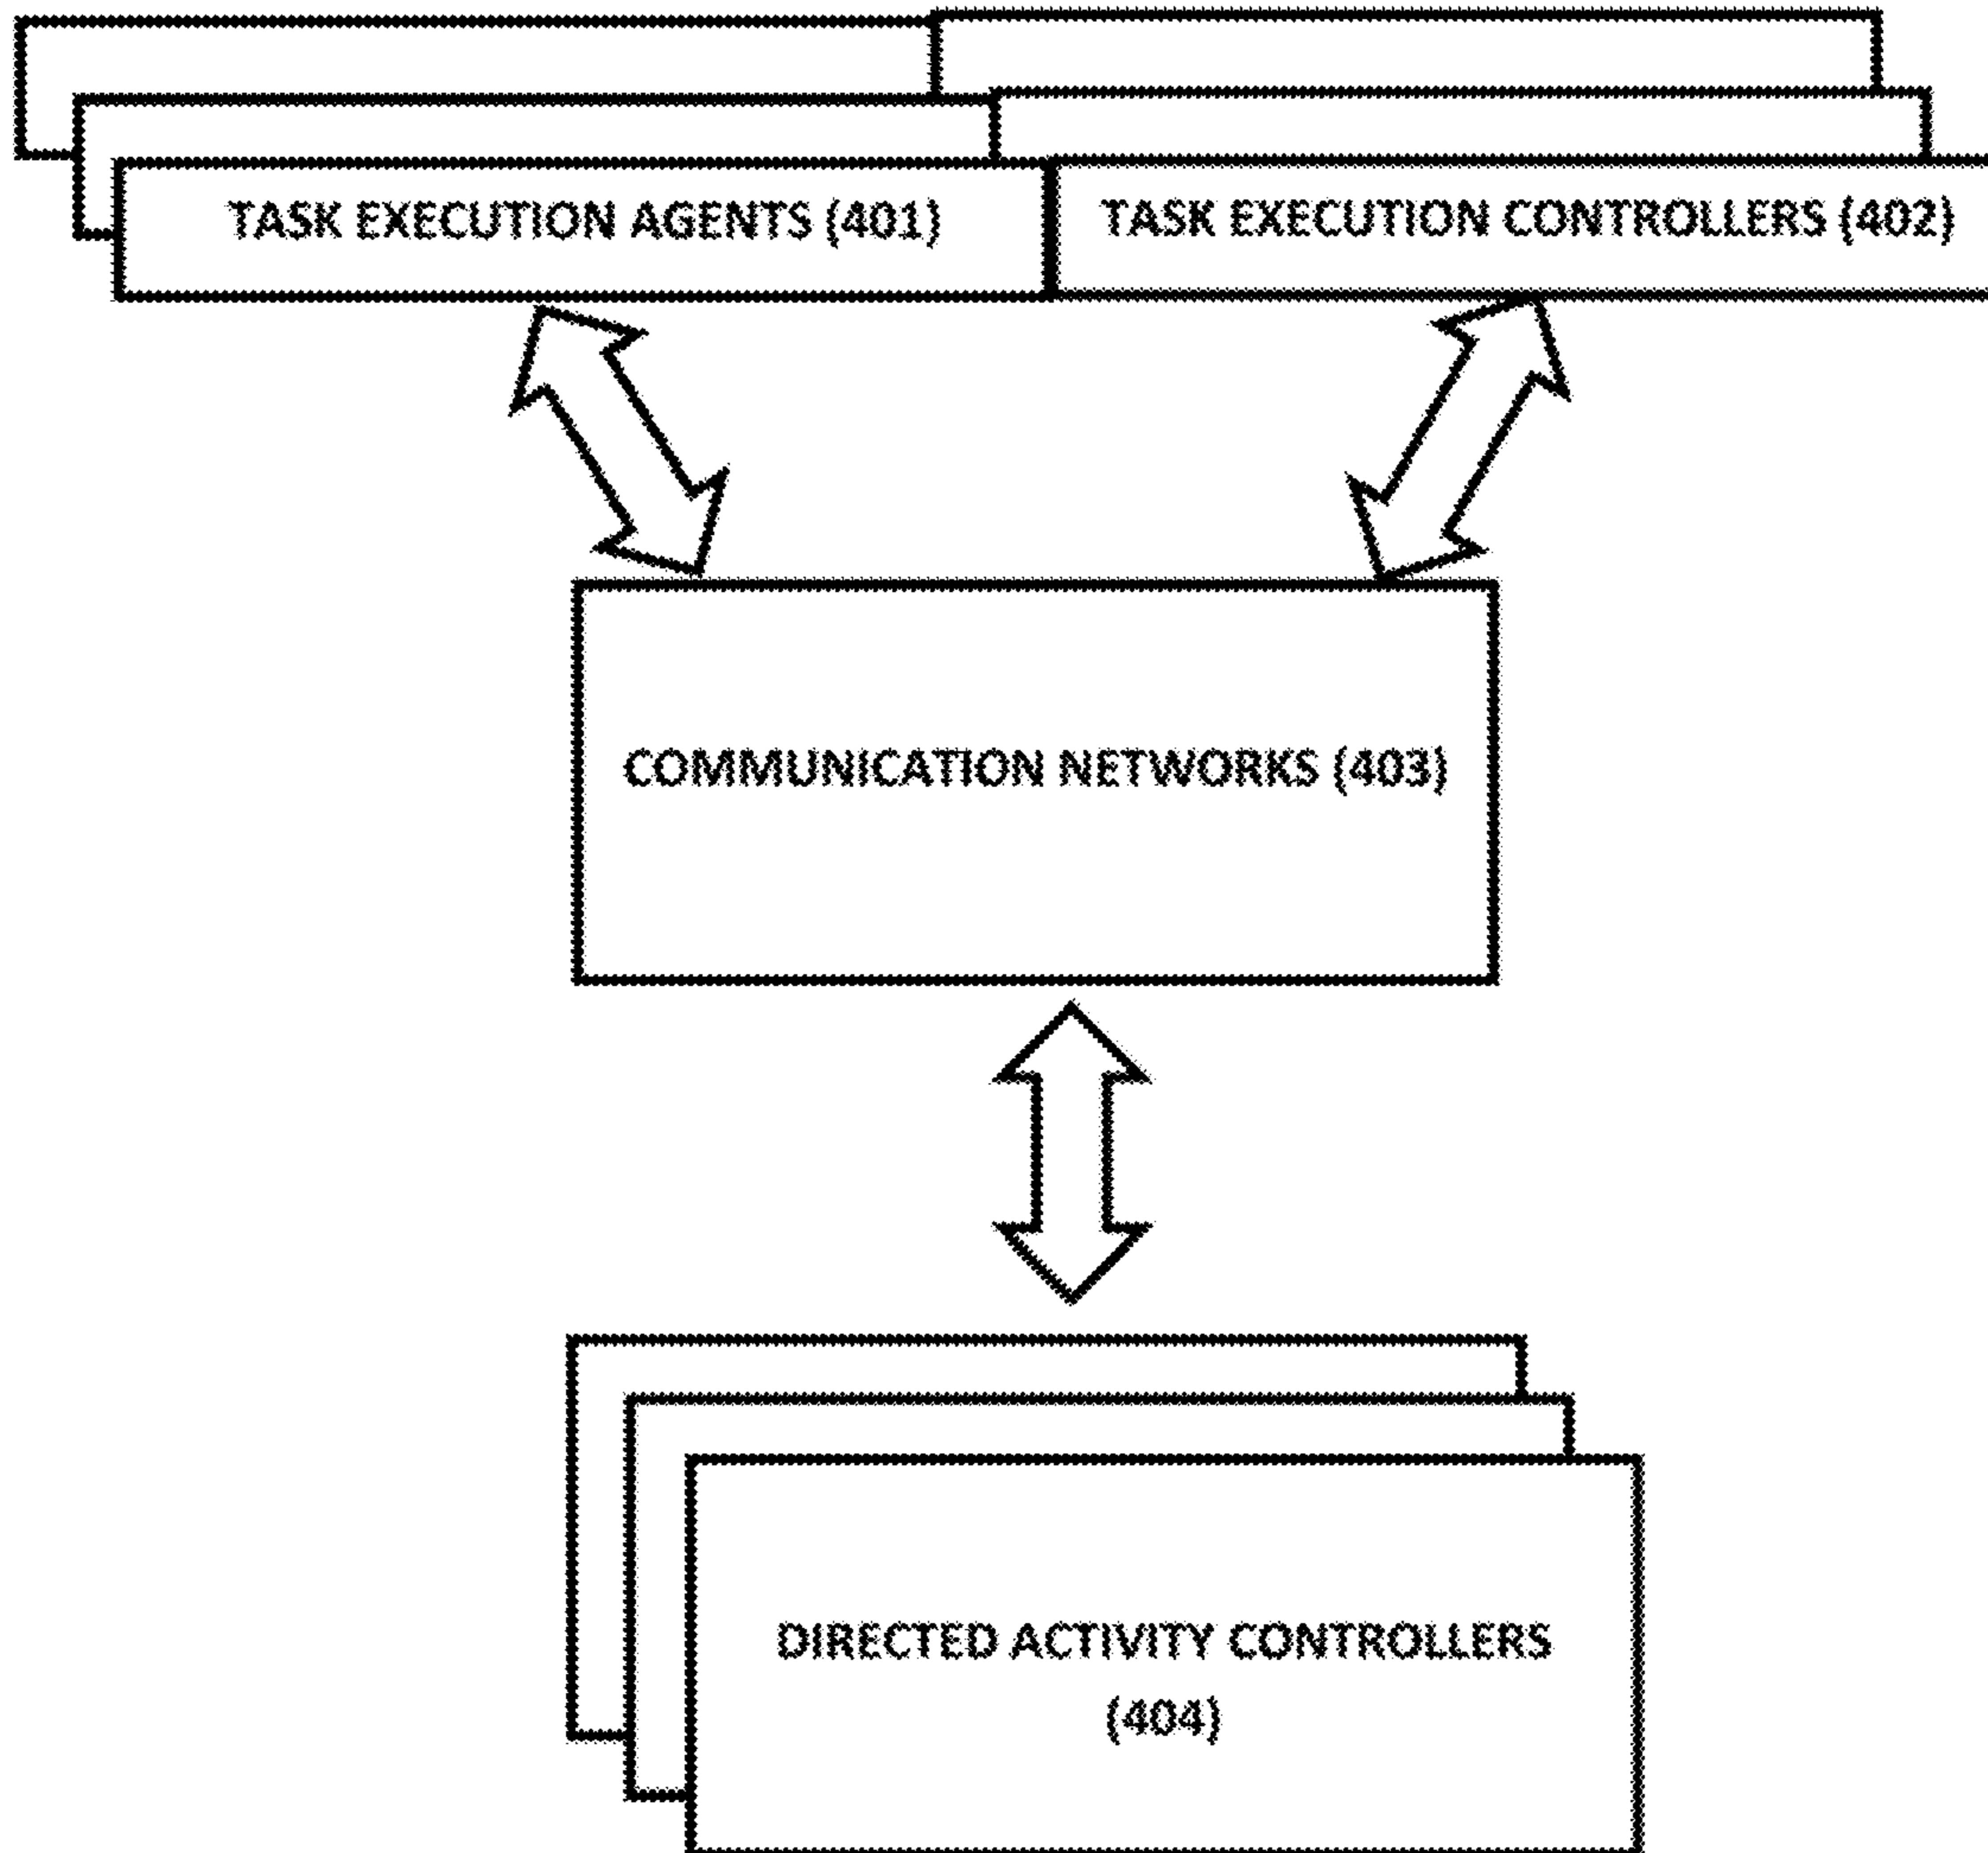 TASK EXECUTION AGENTS (401)
TASK EXECUTION CONTROLLERS (402)
COMMUNICATION NETWORKS (403)
DIRECTED ACTIVITY CONTROLLERS
(404)